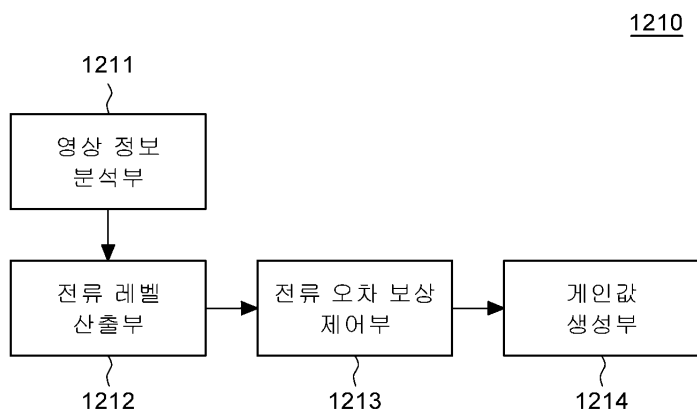 1210
1211
영상 정보
분석부
전류 레벨
산출부
전류 오차 보상
제어부
게인값
생성부
1212
1213
1214